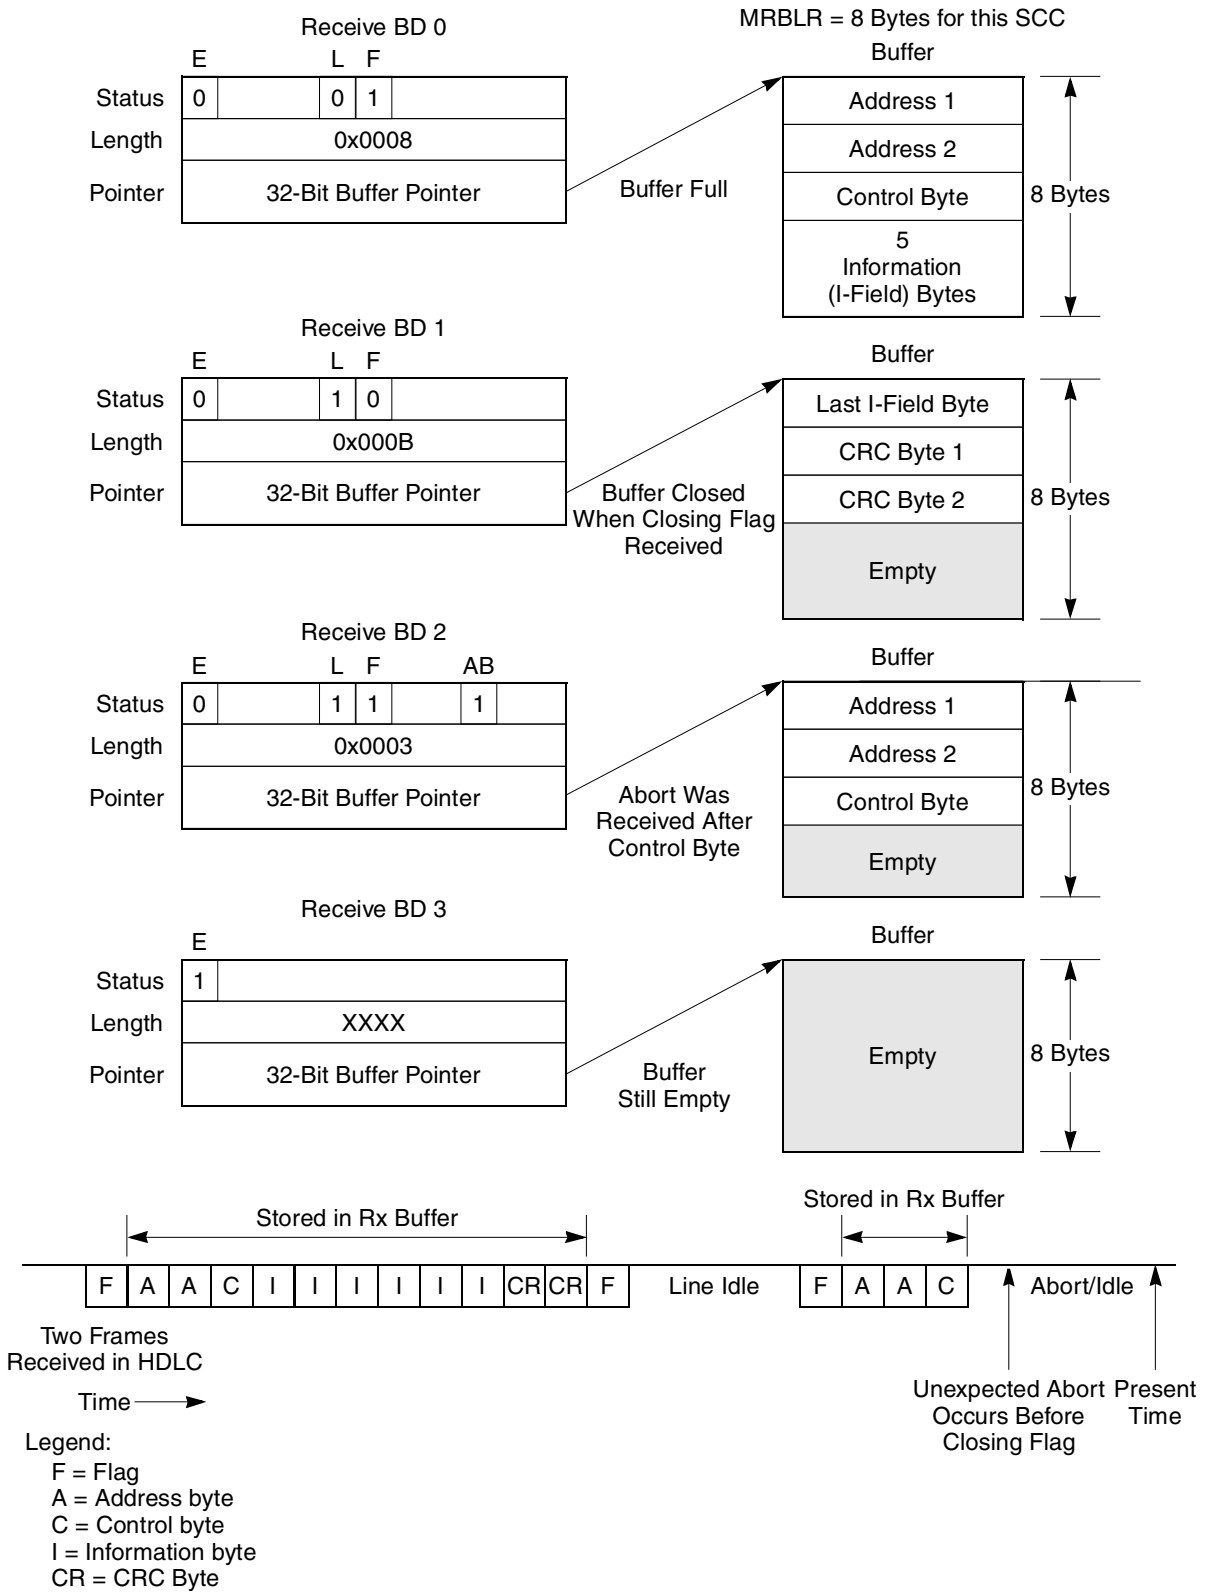 MRBLR = 8 Bytes for this SCC
Receive BD 0
Buffer
E L F
Status 0 0 1
Length 0x0008
Pointer 32-Bit Buffer Pointer
Buffer Full
Address 1
Address 2
Control Byte
5
Information
(I-Field) Bytes
8 Bytes
Receive BD 1
Buffer
E L F
Status 0 1 0
Length 0x000B
Pointer 32-Bit Buffer Pointer
Buffer Closed
When Closing Flag
Received
Last I-Field Byte
CRC Byte 1
CRC Byte 2
Empty
8 Bytes
Receive BD 2
Buffer
E L F AB
Status 0 1 1 1
Length 0x0003
Pointer 32-Bit Buffer Pointer
Abort Was
Received After
Control Byte
Address 1
Address 2
Control Byte
Empty
8 Bytes
Receive BD 3
Buffer
E
Status 1
Length XXXX
Pointer 32-Bit Buffer Pointer
Buffer
Still Empty
Empty
8 Bytes
Stored in Rx Buffer
Stored in Rx Buffer
F A A C I I I I I I CR CR F Line Idle F A A C Abort/Idle
Two Frames
Received in HDLC
Time
Unexpected Abort
Occurs Before
Closing Flag
Present
Time
Legend:
F = Flag
A = Address byte
C = Control byte
I = Information byte
CR = CRC Byte